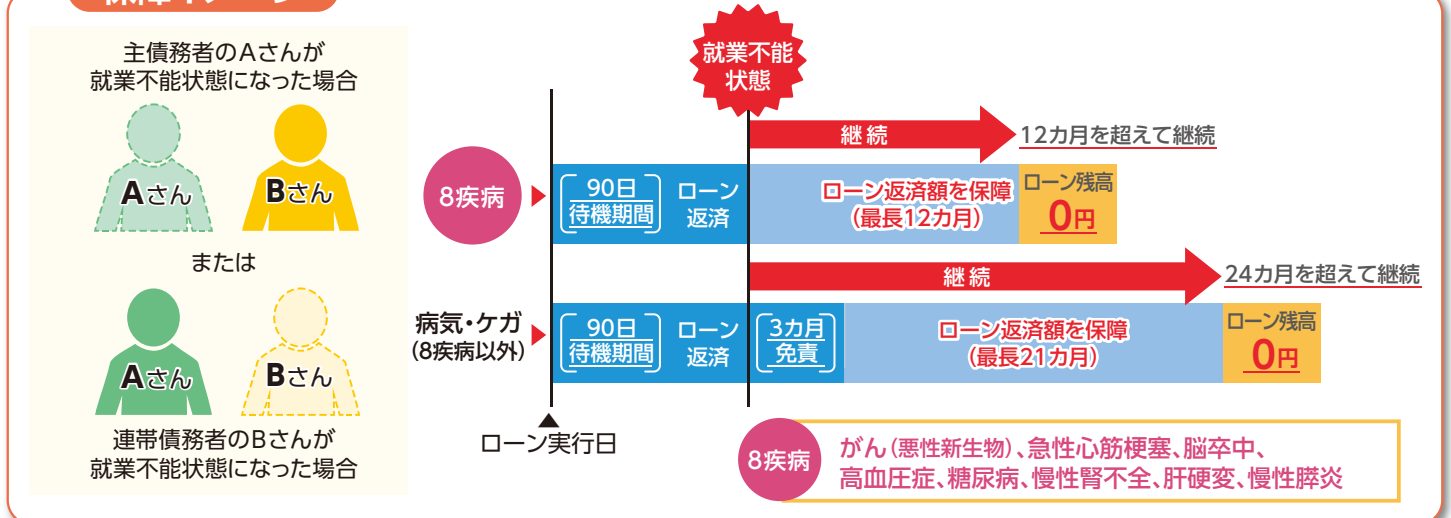 主債務者のAさんが
就業不能状態になった場合
Aさん
Bさん
または
Aさん
Bさん
連帯債務者のBさんが
就業不能状態になった場合
就業不能
状態
継続
12カ月を超えて継続
8疾病
90日
待機期間
ローン
返済
ローン返済額を保障
(最長12カ月)
ローン残高
0円
継続
24カ月を超えて継続
病気・ケガ
(8疾病以外)
90日
待機期間
ローン
返済
3カ月
免責
ローン返済額を保障
(最長21カ月)
ローン残高
0円
ローン実行日
8疾病
がん(悪性新生物)、急性心筋梗塞、脳卒中、
高血圧症、糖尿病、慢性腎不全、肝硬変、慢性膵炎